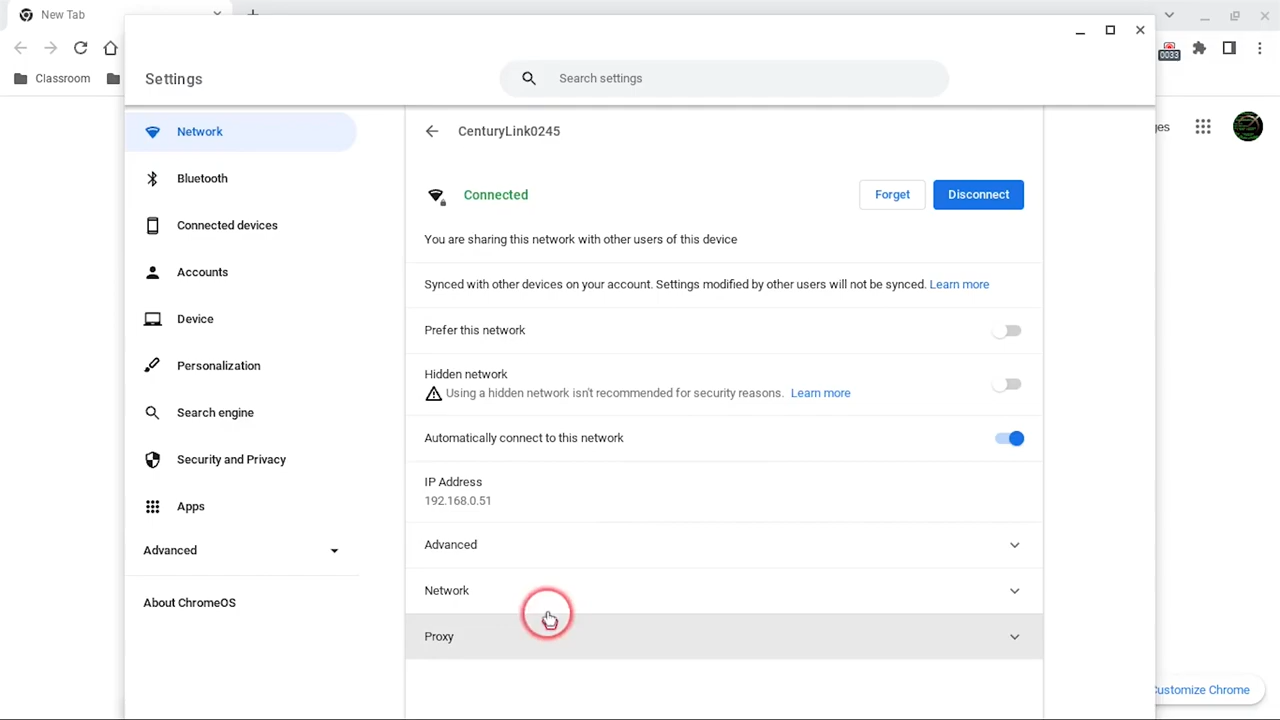 New Tab
Classroom
0033
Settings
Search settings
ges
Network
Bluetooth
Connected devices
Accounts
Device
Personalization
Search engine
Security and Privacy
Apps
Advanced
About ChromeOS
CenturyLink0245
Connected
Forget
Disconnect
You are sharing this network with other users of this device
Synced with other devices on your account. Settings modified by other users will not be synced. Learn more
Prefer this network
Hidden network
Using a hidden network isn't recommended for security reasons. Learn more
Automatically connect to this network
IP Address
192.168.0.51
Advanced
Network
Proxy
Customize Chrome